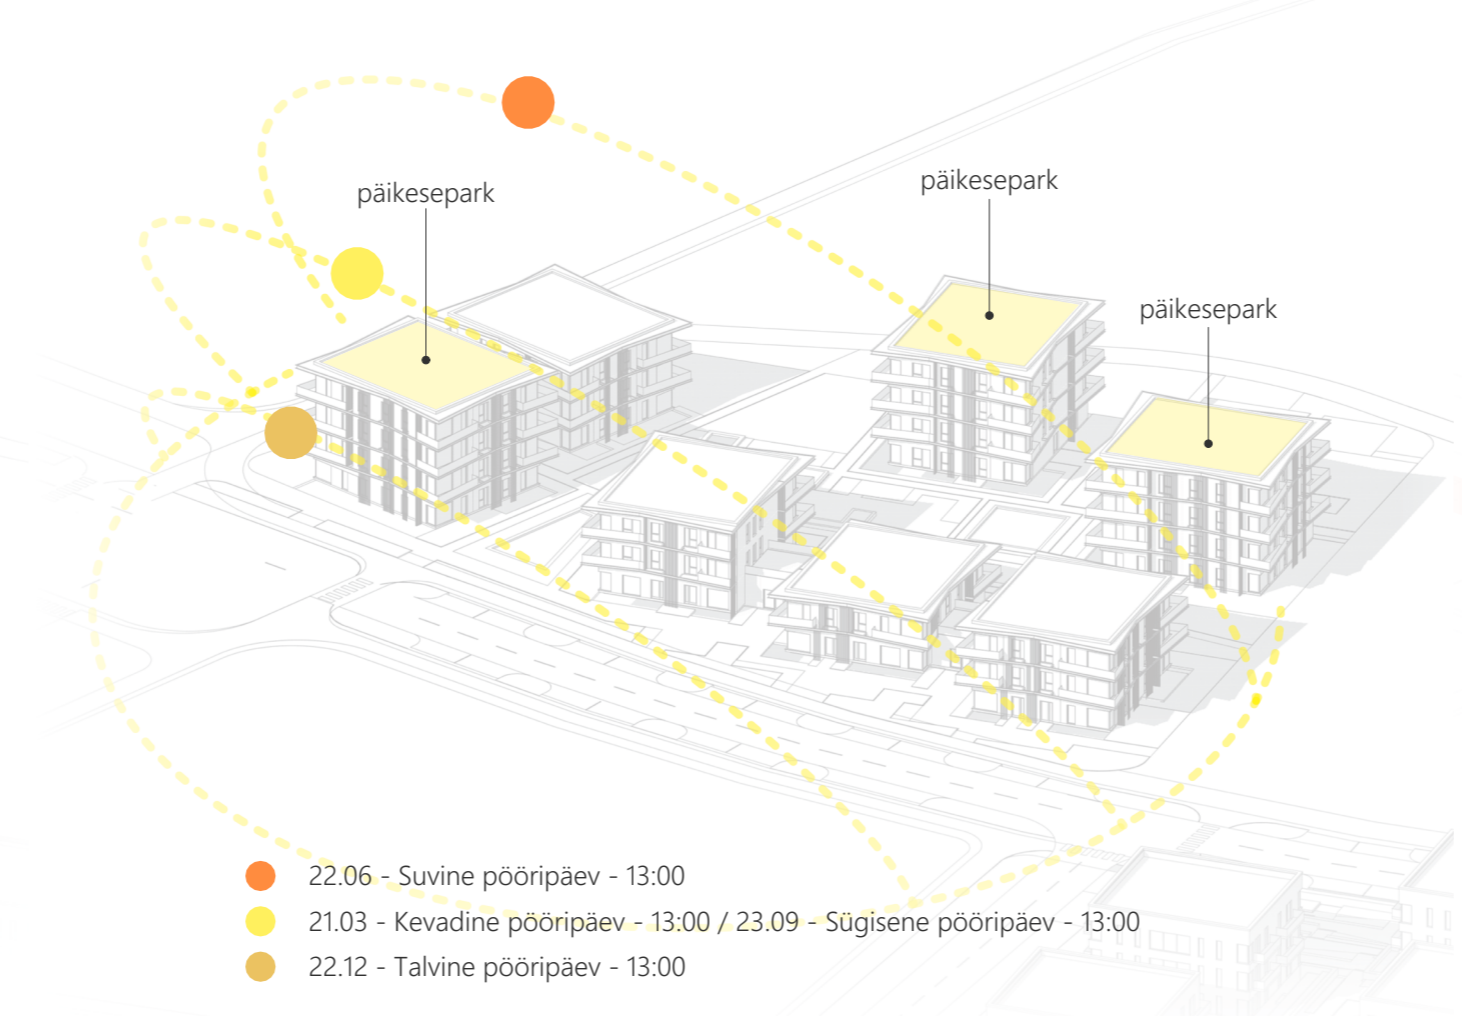 päikesepark
päikesepark
päikesepark
22.06 - Suvine pööripäev - 13:00
21.03 - Kevadine pööripäev - 13:00 / 23.09 - Sügisene pööripäev - 13:00
22.12 - Talvine pööripäev - 13:00